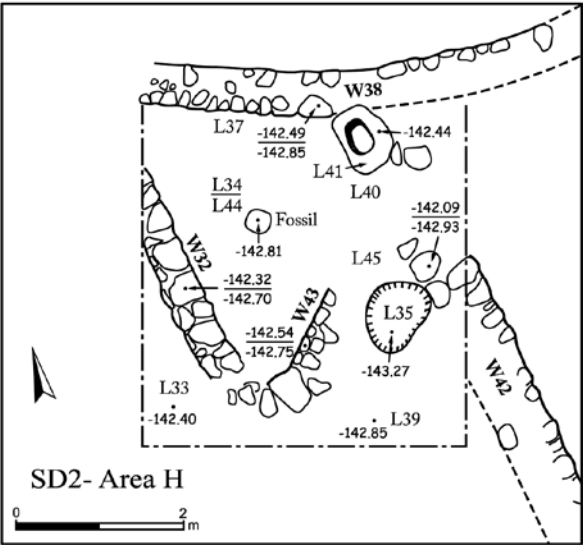 W38
L37
-142.49
-142.85
-142.44
L41
L40
L34
L44
Fossil
-142.81
-142.09
-142.93
L45
W32
-142.32
-142.70
W43
-142.54
-142.75
L35
-143.27
W42
L33
-142.40
L39
-142.85
SD2- Area H
0 2
m